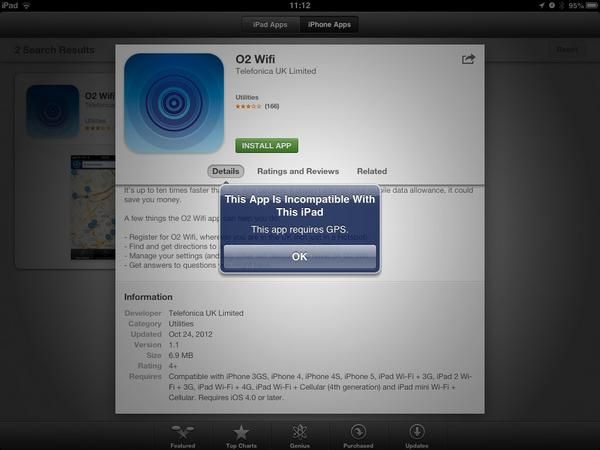 iPad
11:12
95%
iPad Apps
iPhone Apps
2 Search Results
Reset
O2 Wifi
Telefonica
Utilities
O2 Wifi
Telefonica UK Limited
Utilities
(166)
INSTALL APP
Details
Ratings and Reviews
Related
It's up to ten times faster tha
ile data allowance, it could
save you money.
A few things the O2 Wifi app can help you
- Register for O2 Wifi, where
- Find and get directions to
- Manage your settings (and
- Get answers to questions
This App Is Incompatible With
This iPad
This app requires GPS.
OK
Information
Developer Telefonica UK Limited
Category Utilities
Updated Oct 24, 2012
Version 1.1
Size 6.9 MB
Rating 4+
Requires Compatible with iPhone 3GS, iPhone 4, iPhone 4S, iPhone 5, iPad Wi-Fi + 3G, iPad 2 Wi-
Fi + 3G, iPad Wi-Fi + 4G, iPad Wi-Fi + Cellular (4th generation) and iPad mini Wi-Fi +
Cellular. Requires iOS 4.0 or later.
Featured
Top Charts
Genius
Purchased
Updates